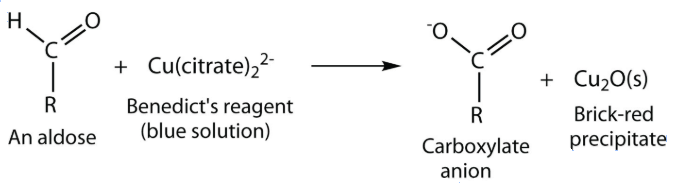 H O
C
R
An aldose
+ Cu(citrate)₂²⁻
Benedict's reagent
(blue solution)
⁻O O
C
R
Carboxylate
anion
+ Cu₂O(s)
Brick-red
precipitate